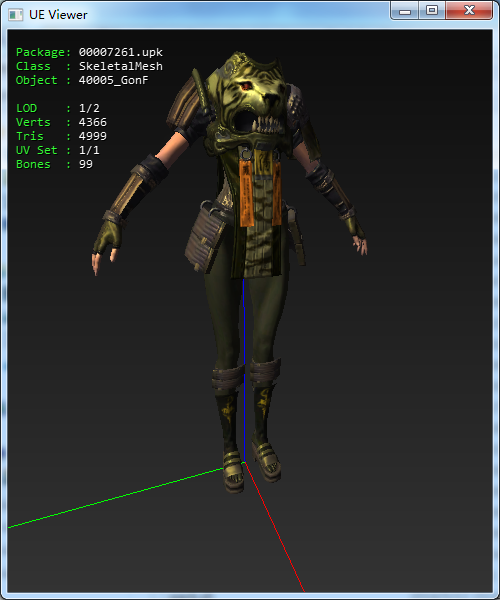 UE Viewer
Package: 00007261.upk
Class  : SkeletalMesh
Object : 40005_GonF
LOD    : 1/2
Verts  : 4366
Tris   : 4999
UV Set : 1/1
Bones  : 99